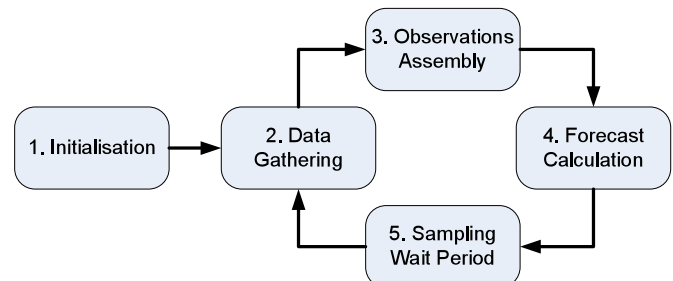 1. Initialisation
2. Data
Gathering
3. Observations
Assembly
4. Forecast
Calculation
5. Sampling
Wait Period